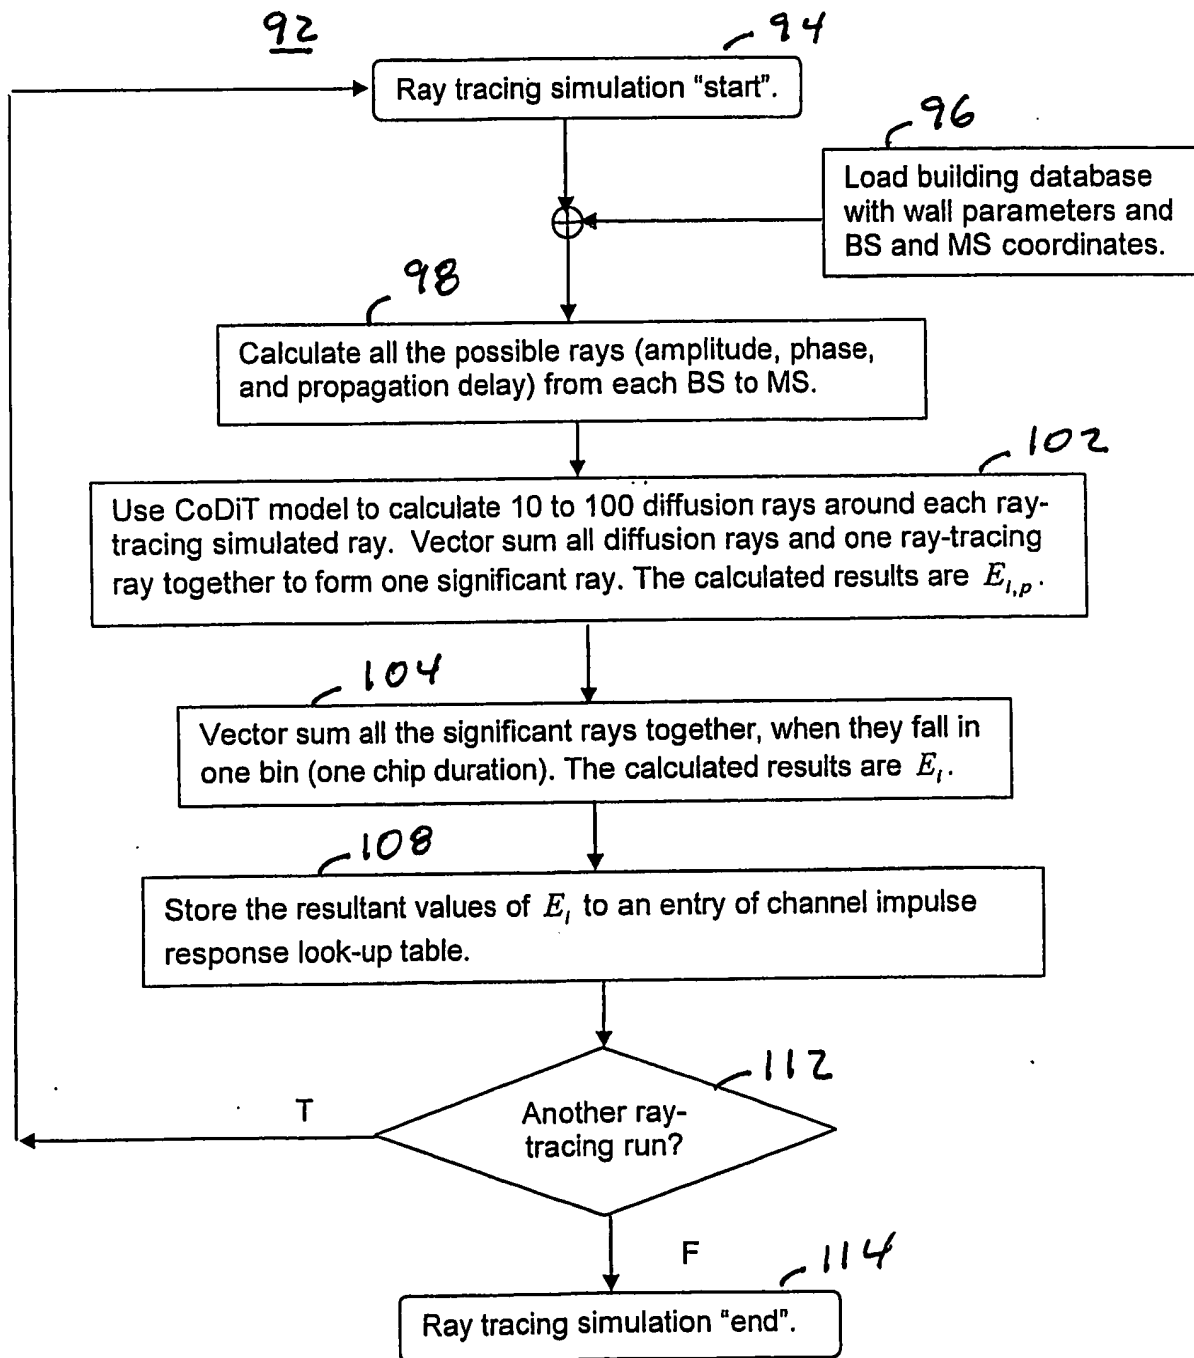 92
94
Ray tracing simulation "start".
96
Load building database
with wall parameters and
BS and MS coordinates.
98
Calculate all the possible rays (amplitude, phase,
and propagation delay) from each BS to MS.
102
Use CoDiT model to calculate 10 to 100 diffusion rays around each ray-
tracing simulated ray. Vector sum all diffusion rays and one ray-tracing
ray together to form one significant ray. The calculated results are E_{i,p}.
104
Vector sum all the significant rays together, when they fall in
one bin (one chip duration). The calculated results are E_i.
108
Store the resultant values of E_i to an entry of channel impulse
response look-up table.
112
Another ray-
tracing run?
T
F
114
Ray tracing simulation "end".